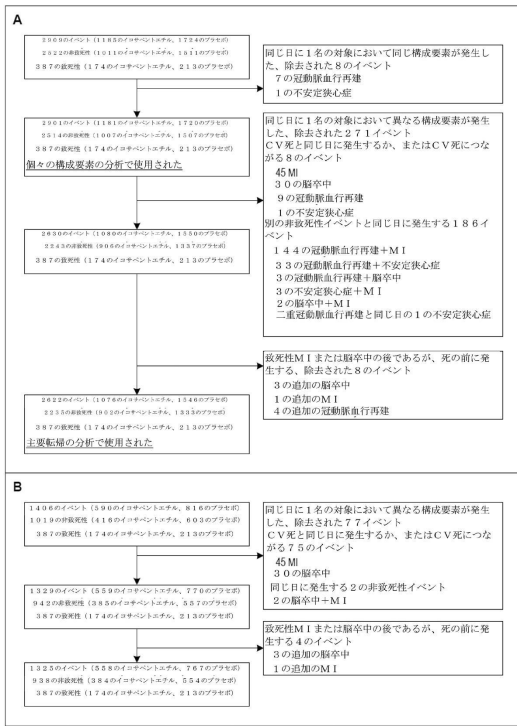 A
2909のイベント (1185のイコサペントエチル、1724のプラセボ)
2522の非致死性 (1011のイコサペントエチル、1511のプラセボ)
387の致死性 (174のイコサペントエチル、213のプラセボ)
同じ日に1名の対象において同じ構成要素が発生し
た、除去された8のイベント
7の冠動脈血行再建
1の不安定狭心症
2901のイベント (1181のイコサペントエチル、1720のプラセボ)
2514の非致死性 (1007のイコサペントエチル、1507のプラセボ)
387の致死性 (174のイコサペントエチル、213のプラセボ)
個々の構成要素の分析で使用された
同じ日に1名の対象において異なる構成要素が発生
した、除去された271イベント
CV死と同じ日に発生するか、またはCV死につな
がる8のイベント
45 MI
30の脳卒中
9の冠動脈血行再建
1の不安定狭心症
別の非致死性イベントと同じ日に発生する186イ
ベント
144の冠動脈血行再建+MI
33の冠動脈血行再建+不安定狭心症
3の冠動脈血行再建+脳卒中
3の不安定狭心症+MI
2の脳卒中+MI
二重冠動脈血行再建と同じ日の1の不安定狭心症
2630のイベント (1080のイコサペントエチル、1550のプラセボ)
2243の非致死性 (906のイコサペントエチル、1337のプラセボ)
387の致死性 (174のイコサペントエチル、213のプラセボ)
致死性MIまたは脳卒中の後であるが、死の前に発
生する、除去された8のイベント
3の追加の脳卒中
1の追加のMI
4の追加の冠動脈血行再建
2622のイベント (1076のイコサペントエチル、1546のプラセボ)
2235の非致死性 (902のイコサペントエチル、1333のプラセボ)
387の致死性 (174のイコサペントエチル、213のプラセボ)
主要転帰の分析で使用された
B
1406のイベント (590のイコサペントエチル、816のプラセボ)
1019の非致死性 (416のイコサペントエチル、603のプラセボ)
387の致死性 (174のイコサペントエチル、213のプラセボ)
同じ日に1名の対象において異なる構成要素が発生
した、除去された77イベント
CV死と同じ日に発生するか、またはCV死につな
がる75のイベント
45 MI
30の脳卒中
同じ日に発生する2の非致死性イベント
2の脳卒中+MI
1329のイベント (559のイコサペントエチル、770のプラセボ)
942の非致死性 (385のイコサペントエチル、557のプラセボ)
387の致死性 (174のイコサペントエチル、213のプラセボ)
致死性MIまたは脳卒中の後であるが、死の前に発
生する4のイベント
3の追加の脳卒中
1の追加のMI
1325のイベント (558のイコサペントエチル、767のプラセボ)
938の非致死性 (384のイコサペントエチル、554のプラセボ)
387の致死性 (174のイコサペントエチル、213のプラセボ)